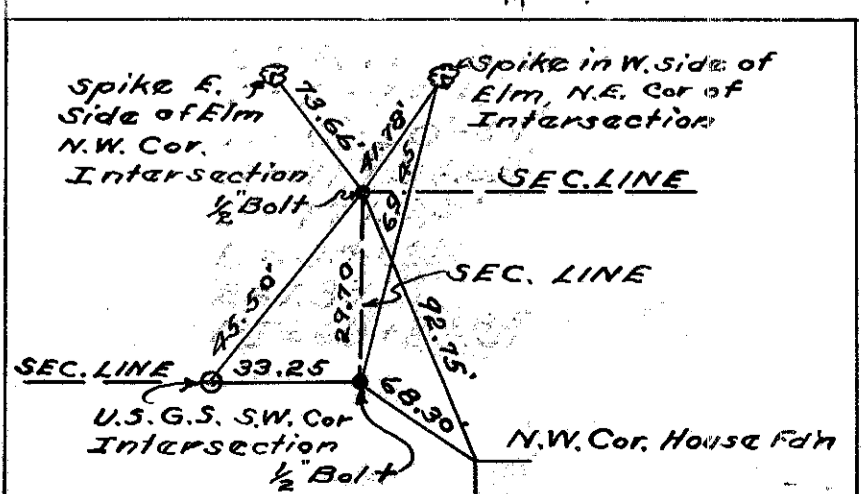 Spike E.
Side of Elm
N.W. Cor.
Intersection
1/2" Bolt
Spike in W. side of
Elm, N.E. Cor of
Intersection
73.66'
41.78'
69.45
SEC. LINE
SEC. LINE
45.50'
29.70
92.75'
SEC. LINE
33.25
68.30'
U.S.G.S. S.W. Cor
Intersection
1/2" Bolt
N.W. Cor. House Fdn